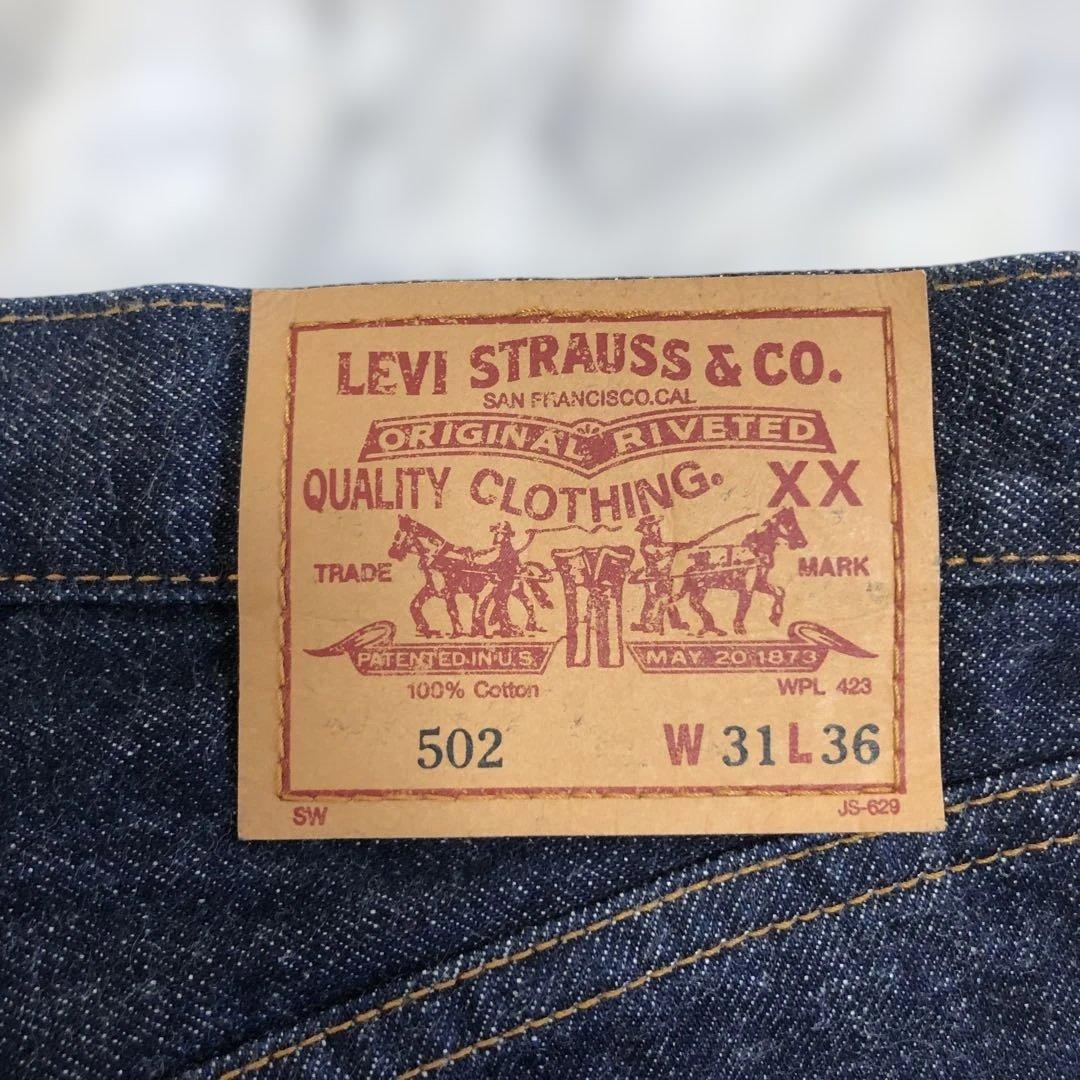 LEVI STRAUSS & CO.
SAN FRANCISCO.CAL
ORIGINAL RIVETED
QUALITY CLOTHING. XX
TRADE MARK
PATENTED.IN U.S. MAY 20 1873
100% Cotton WPL 423
502 W 31 L 36
SW JS-629